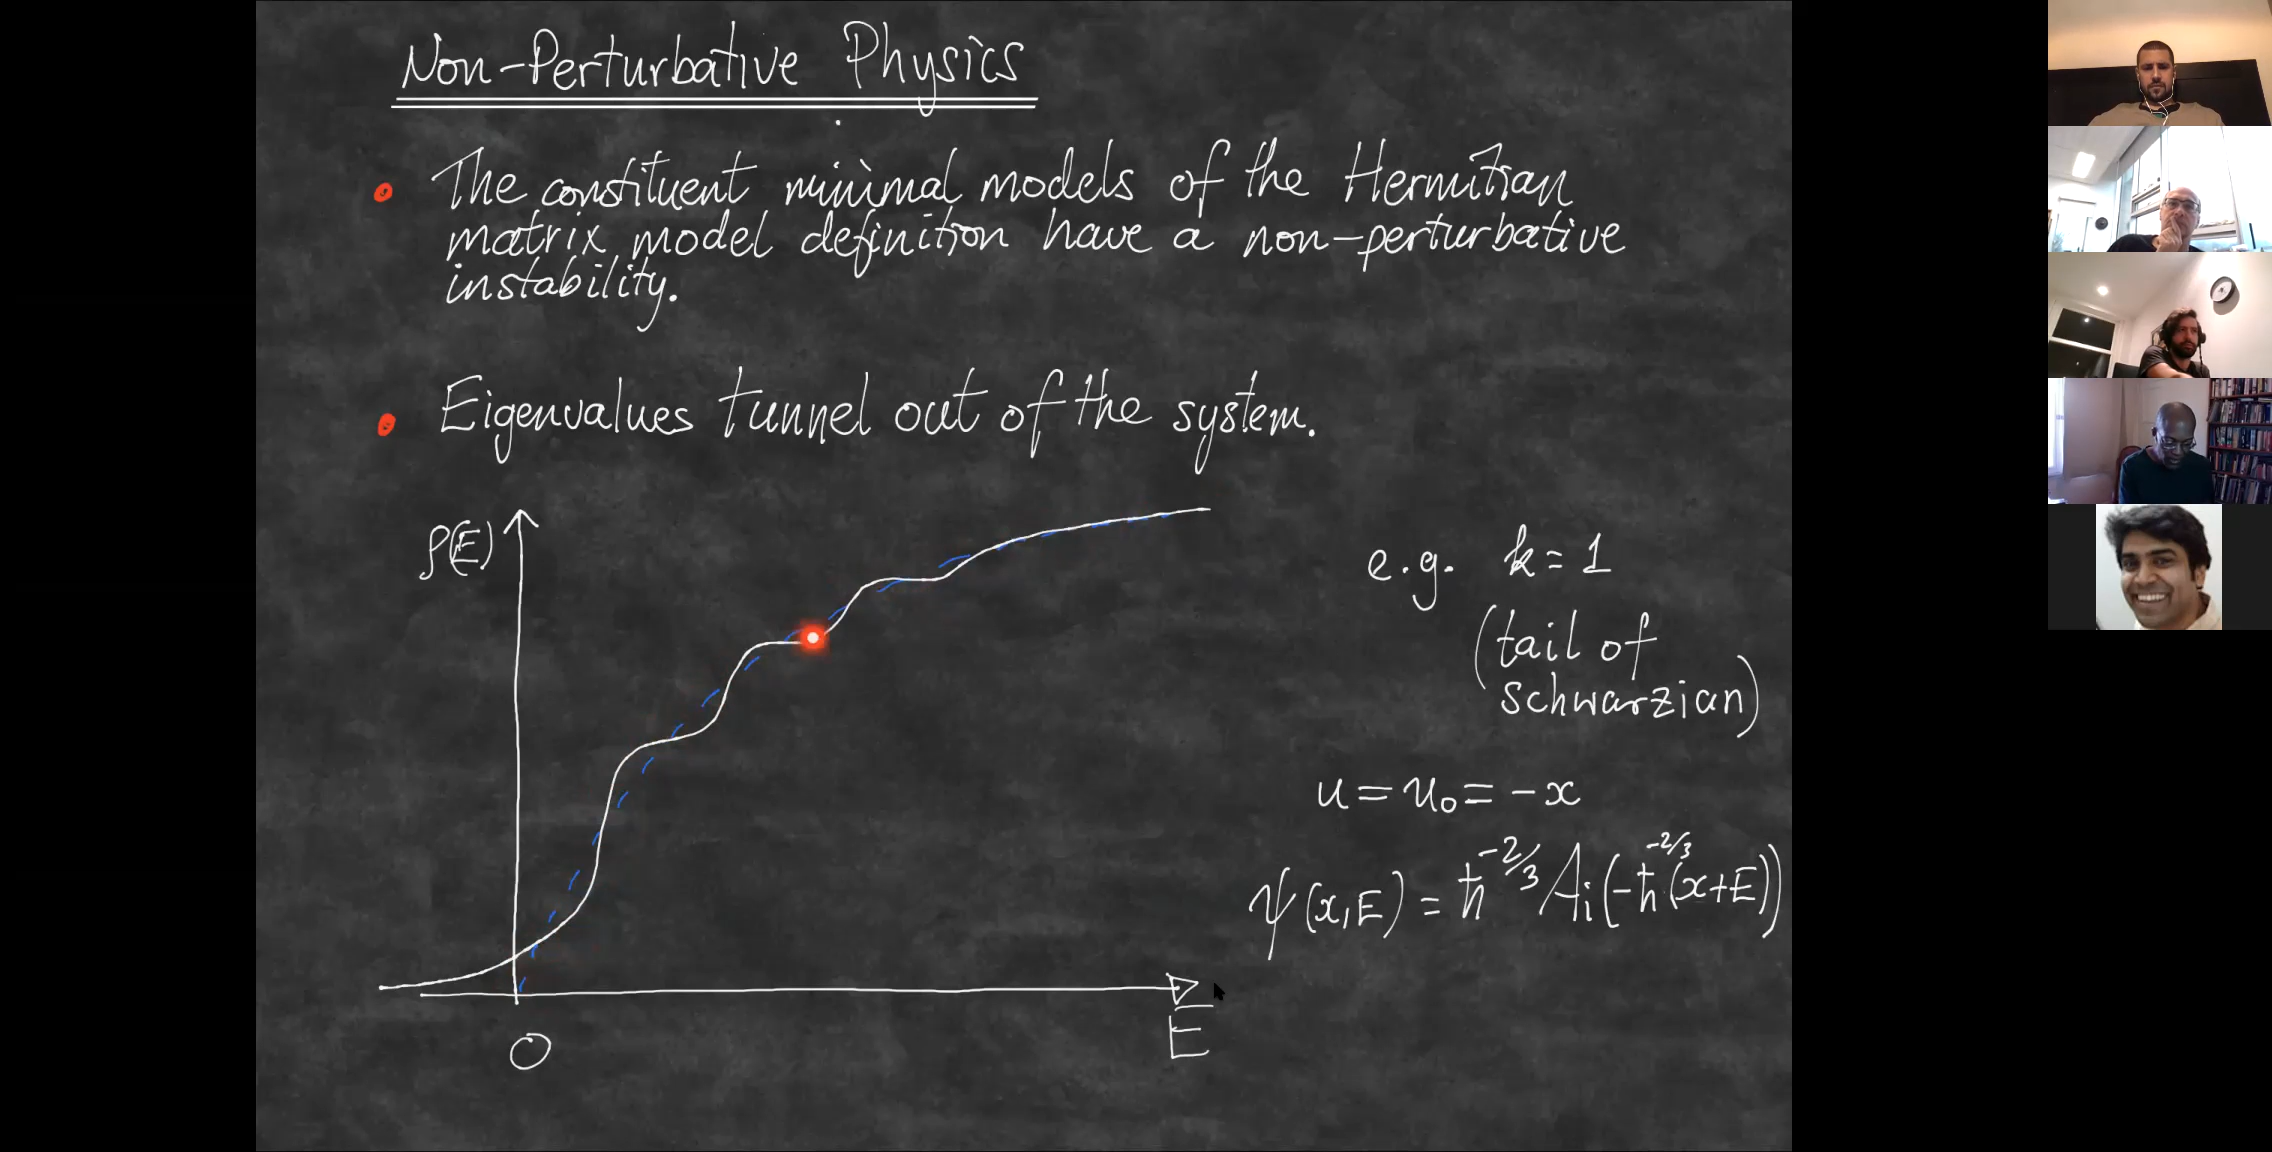 Non-Perturbative Physics
• The constituent minimal models of the Hermitian
matrix model definition have a non-perturbative
instability.
• Eigenvalues tunnel out of the system.
ρ(E)
e.g. k=1
(tail of
Schwarzian)
u=u₀=-x
ψ(x,E) = ħ^{-2/3} Ai(-ħ^{-2/3}(x+E))
E
0